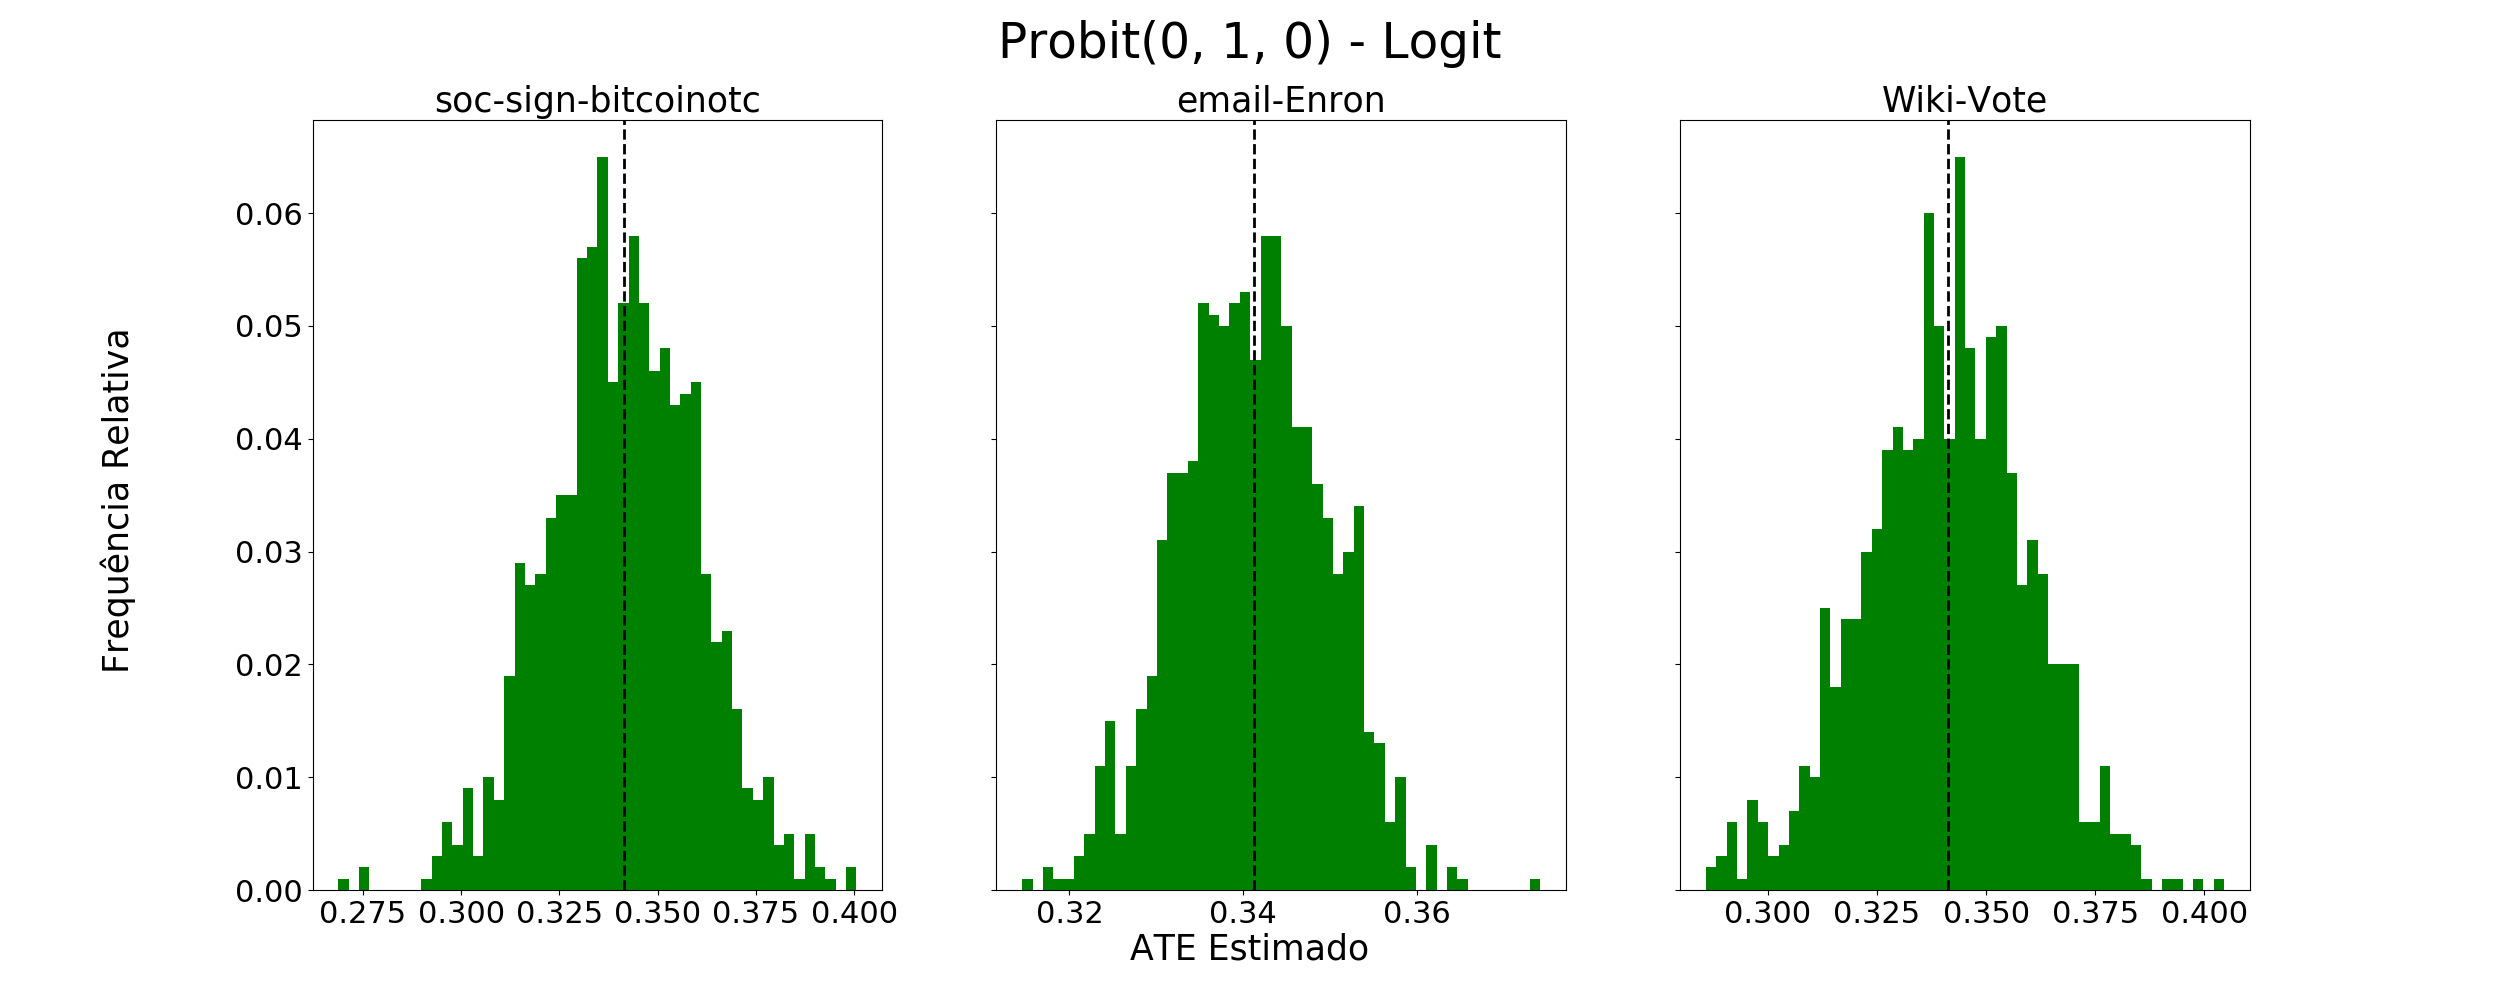 Probit(0, 1, 0) - Logit
soc-sign-bitcoinotc
email-Enron
Wiki-Vote
Frequência Relativa
0.06
0.05
0.04
0.03
0.02
0.01
0.00
0.275 0.300 0.325 0.350 0.375 0.400
0.32 0.34 0.36
0.300 0.325 0.350 0.375 0.400
ATE Estimado